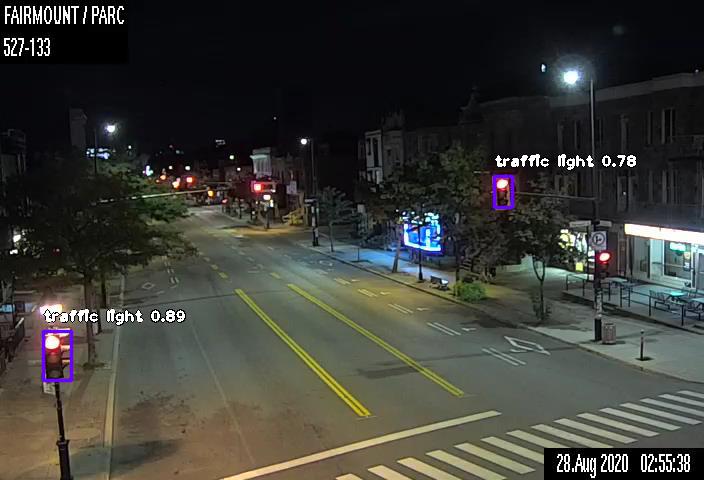 FAIRMOUNT / PARC
527-133
traffic light 0.78
traffic light 0.89
28.Aug 2020 02:55:38